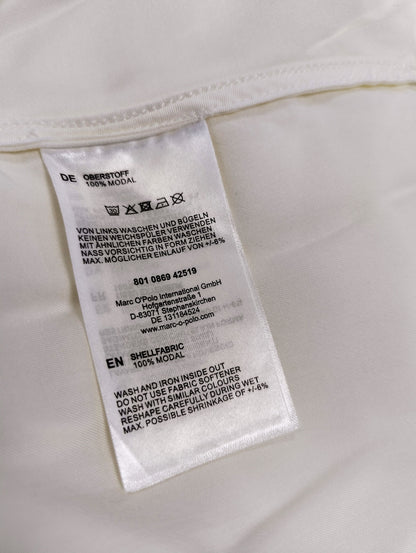 DE OBERSTOFF
100% MODAL
30
VON LINKS WASCHEN UND BÜGELN
KEINEN WEICHSPÜLER VERWENDEN
MIT ÄHNLICHEN FARBEN WASCHEN
NASS VORSICHTIG IN FORM ZIEHEN
MAX. MÖGLICHER EINLAUF VON +/-6%
801 0869 42519
Marc O'Polo International GmbH
Hofgartenstraße 1
D-83071 Stephanskirchen
DE 131184524
www.marc-o-polo.com
EN SHELLFABRIC
100% MODAL
WASH AND IRON INSIDE OUT
DO NOT USE FABRIC SOFTENER
WASH WITH SIMILAR COLOURS
RESHAPE CAREFULLY DURING WET
MAX. POSSIBLE SHRINKAGE OF +/-6%